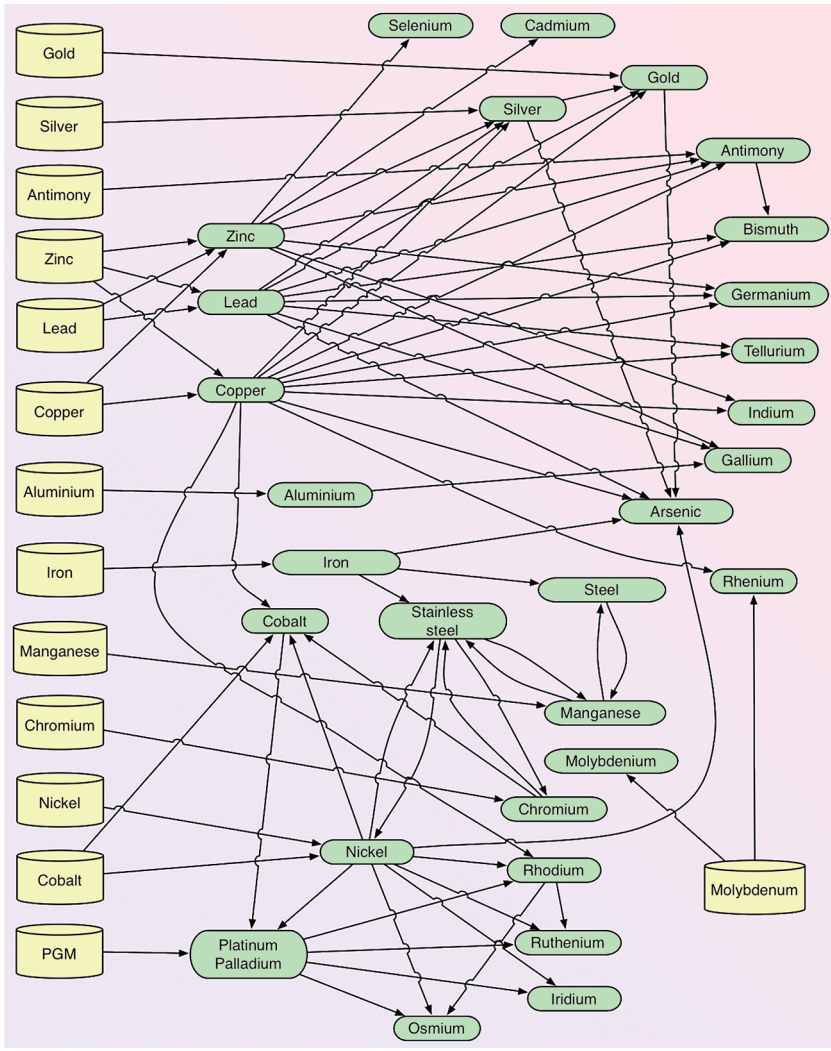 Selenium
Cadmium
Gold
Gold
Silver
Silver
Antimony
Antimony
Zinc
Bismuth
Zinc
Lead
Germanium
Lead
Tellurium
Copper
Copper
Indium
Gallium
Aluminium
Aluminium
Arsenic
Iron
Iron
Steel
Rhenium
Cobalt
Stainless
steel
Manganese
Manganese
Chromium
Molybdenium
Nickel
Chromium
Nickel
Rhodium
Cobalt
Molybdenum
PGM
Platinum
Palladium
Ruthenium
Iridium
Osmium